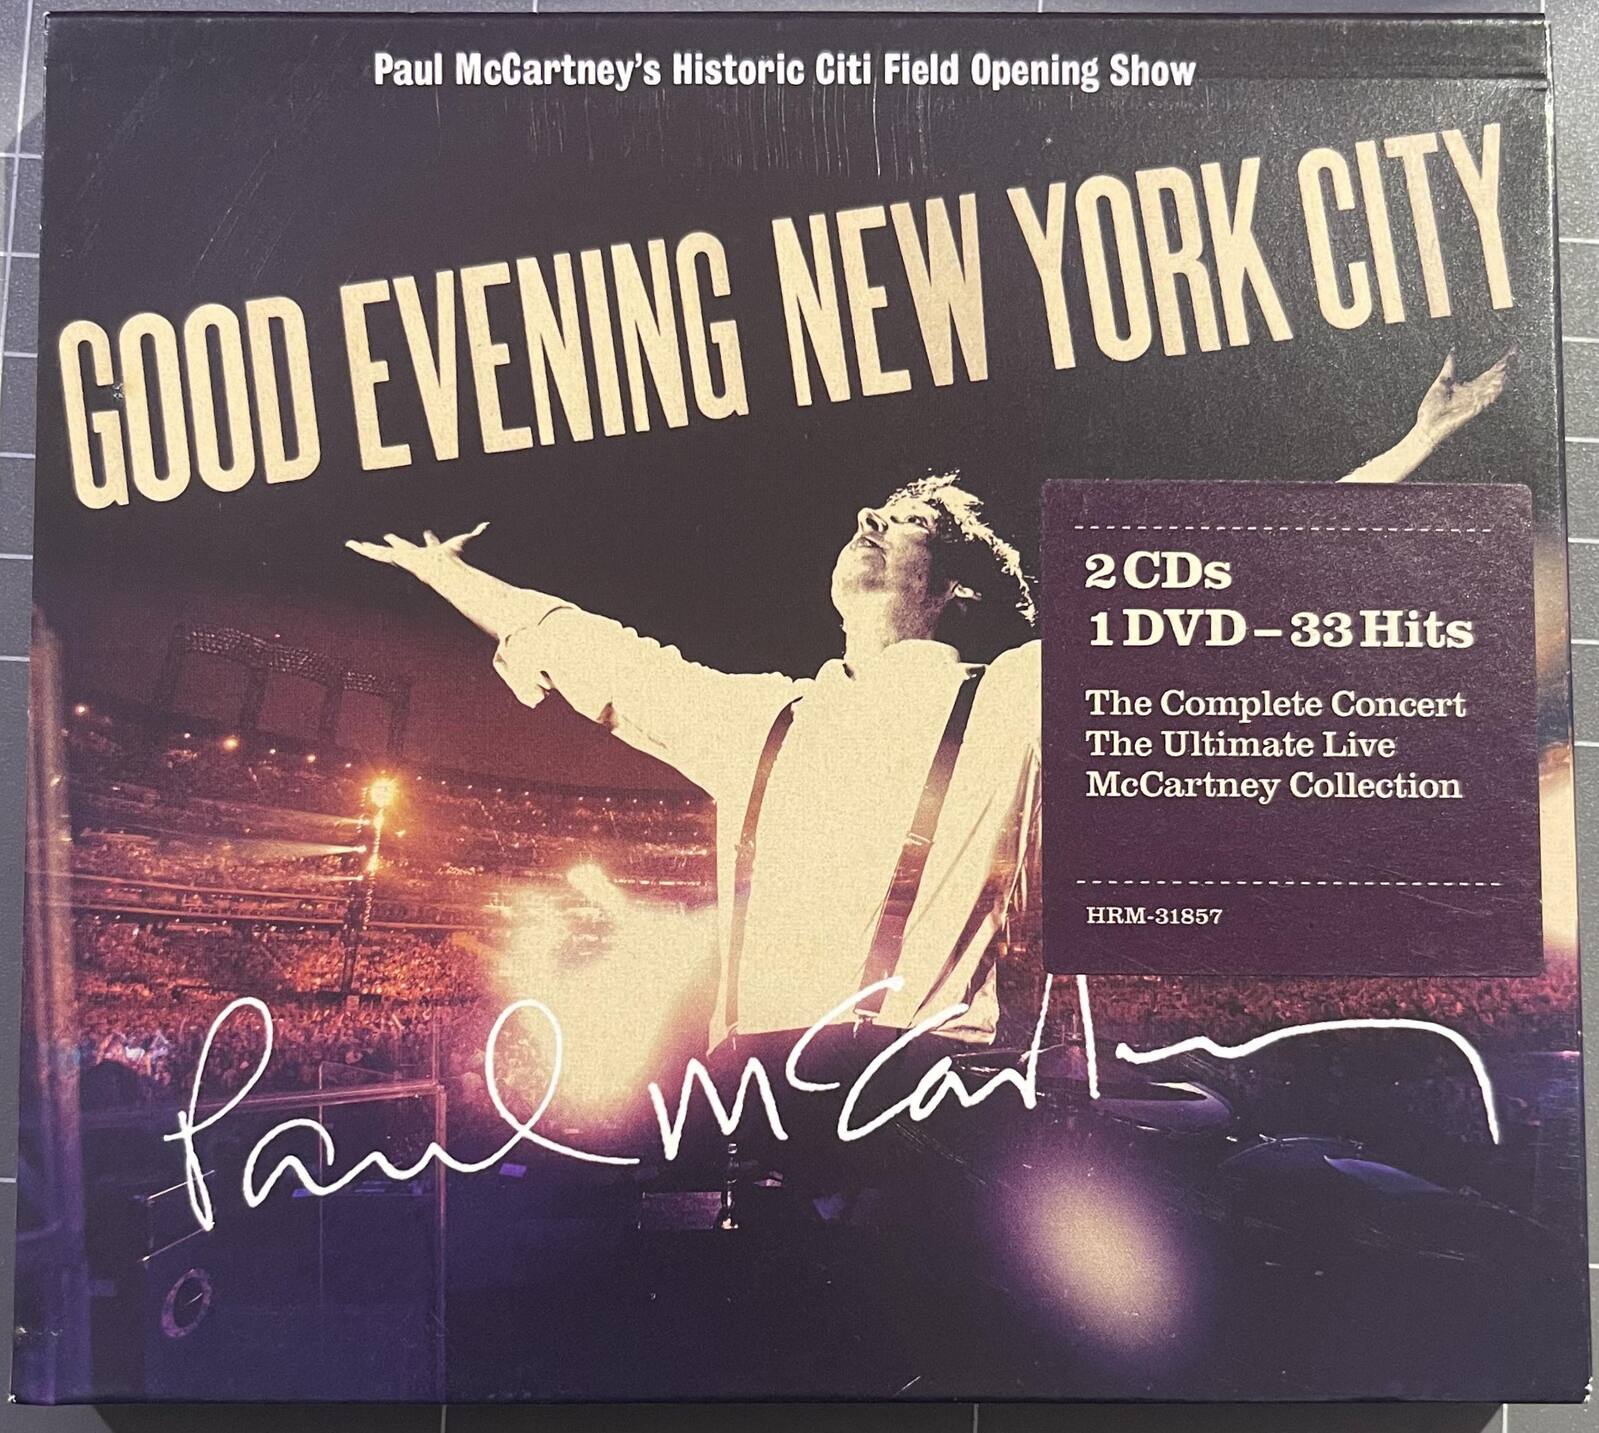 Paul McCartney's Historic Citi Field Opening Show
GOOD EVENING NEW YORK CITY
2 CDs
1 DVD – 33 Hits
The Complete Concert
The Ultimate Live
McCartney Collection
HRM-31857
Paul McCartney